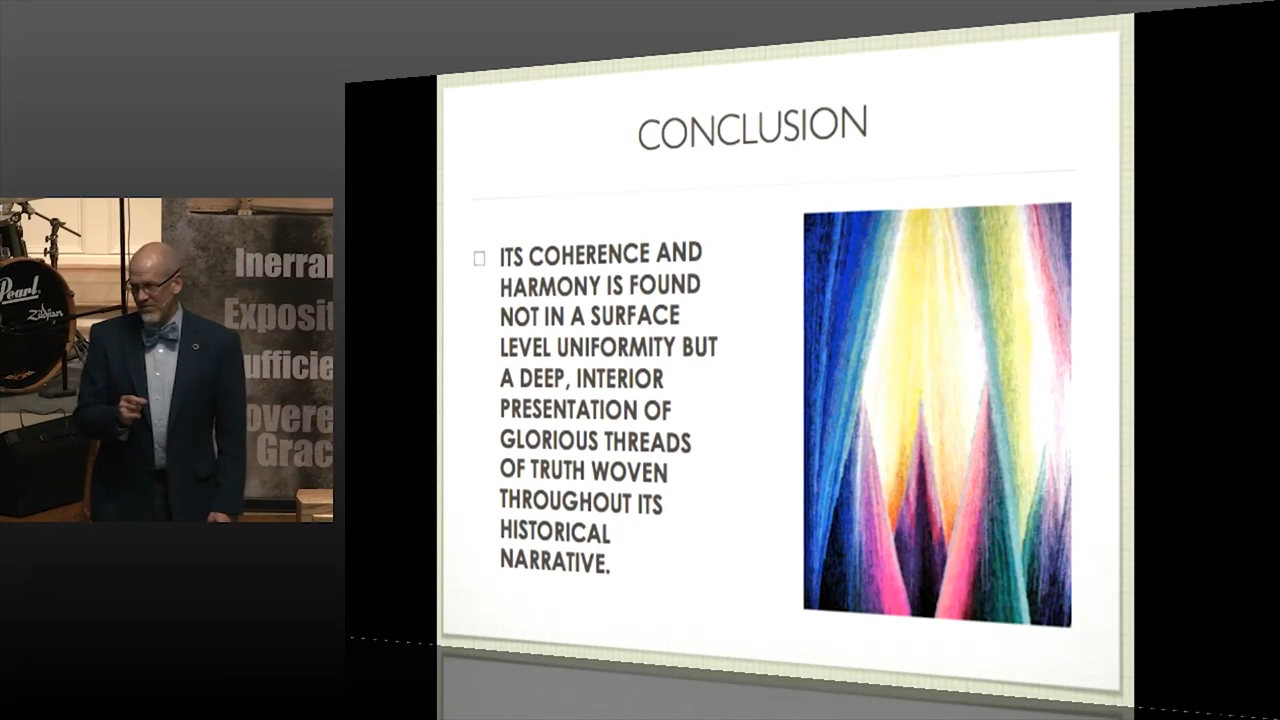 CONCLUSION
ITS COHERENCE AND
HARMONY IS FOUND
NOT IN A SURFACE
LEVEL UNIFORMITY BUT
A DEEP, INTERIOR
PRESENTATION OF
GLORIOUS THREADS
OF TRUTH WOVEN
THROUGHOUT ITS
HISTORICAL
NARRATIVE.
Pearl
Zildjian
Inerra
Exposit
ufficie
overe
Grac